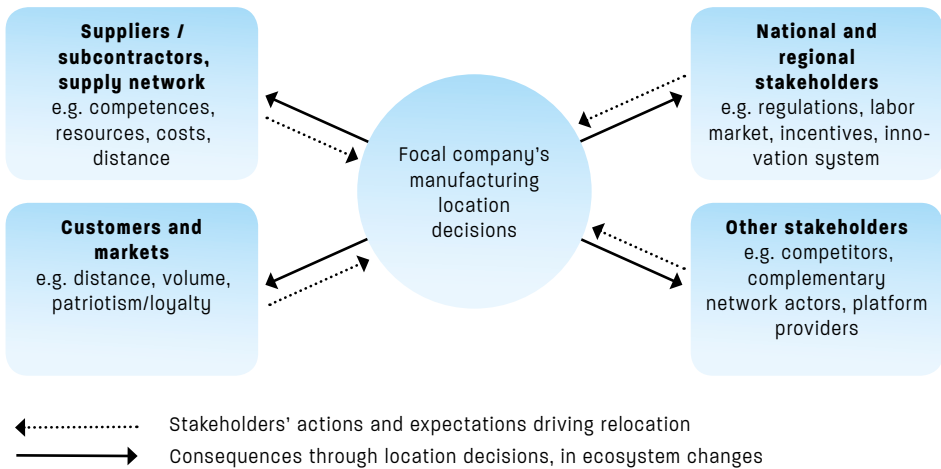 Suppliers /
subcontractors,
supply network
e.g. competences,
resources, costs,
distance
National and
regional
stakeholders
e.g. regulations, labor
market, incentives, inno-
vation system
Focal company's
manufacturing
location
decisions
Customers and
markets
e.g. distance, volume,
patriotism/loyalty
Other stakeholders
e.g. competitors,
complementary
network actors, platform
providers
Stakeholders' actions and expectations driving relocation
Consequences through location decisions, in ecosystem changes